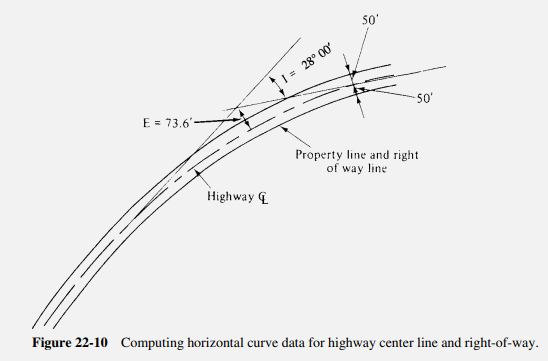 50'
I = 28° 00'
E = 73.6'
50'
Property line and right
of way line
Highway ℄
Figure 22-10 Computing horizontal curve data for highway center line and right-of-way.